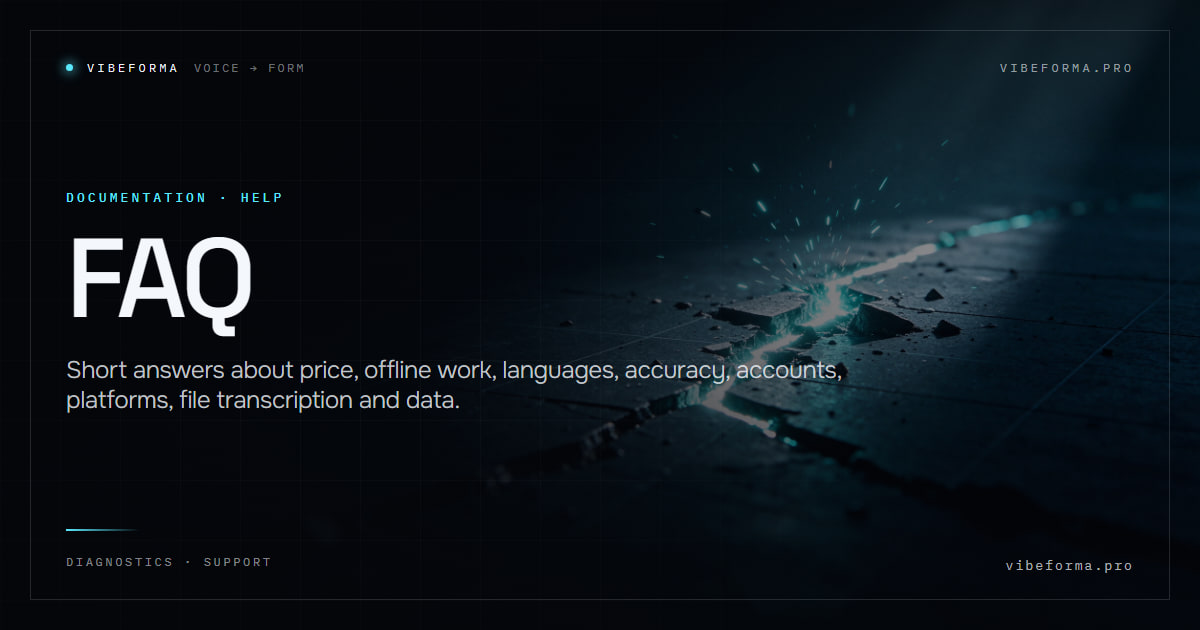 VIBEFORMA VOICE → FORM
VIBEFORMA.PRO
DOCUMENTATION · HELP
FAQ
Short answers about price, offline work, languages, accuracy, accounts,
platforms, file transcription and data.
DIAGNOSTICS · SUPPORT
vibeforma.pro